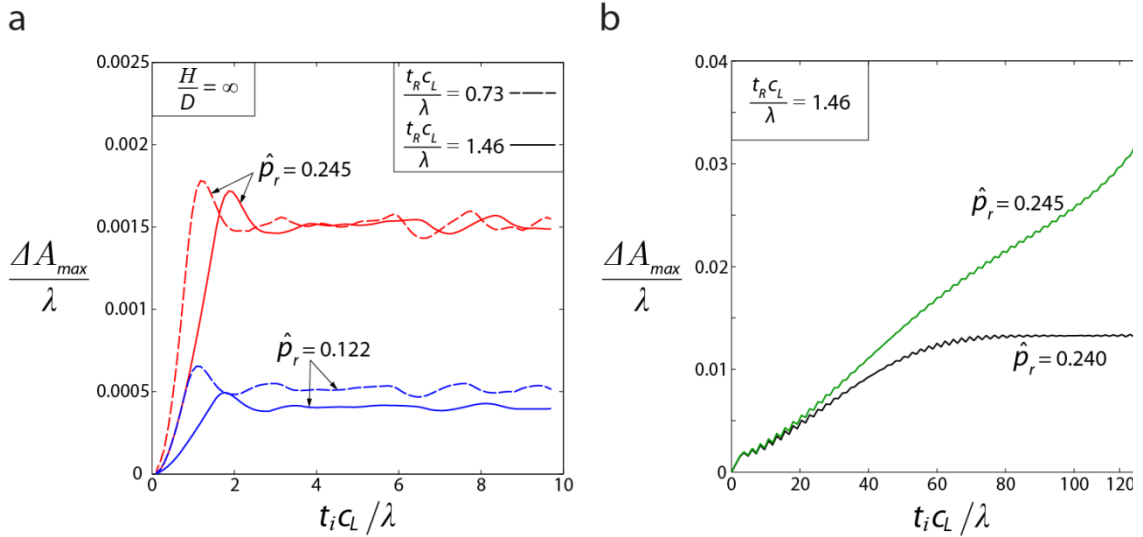 a
0.0025
0.002
0.0015
0.001
0.0005
0
H/D = ∞
t_R c_L/λ = 0.73
t_R c_L/λ = 1.46
p̂_r = 0.245
p̂_r = 0.122
ΔA_max/λ
0 2 4 6 8 10
t_i c_L/λ
b
0.04
0.03
0.02
0.01
0
t_R c_L/λ = 1.46
p̂_r = 0.245
p̂_r = 0.240
ΔA_max/λ
0 20 40 60 80 100 120
t_i c_L/λ